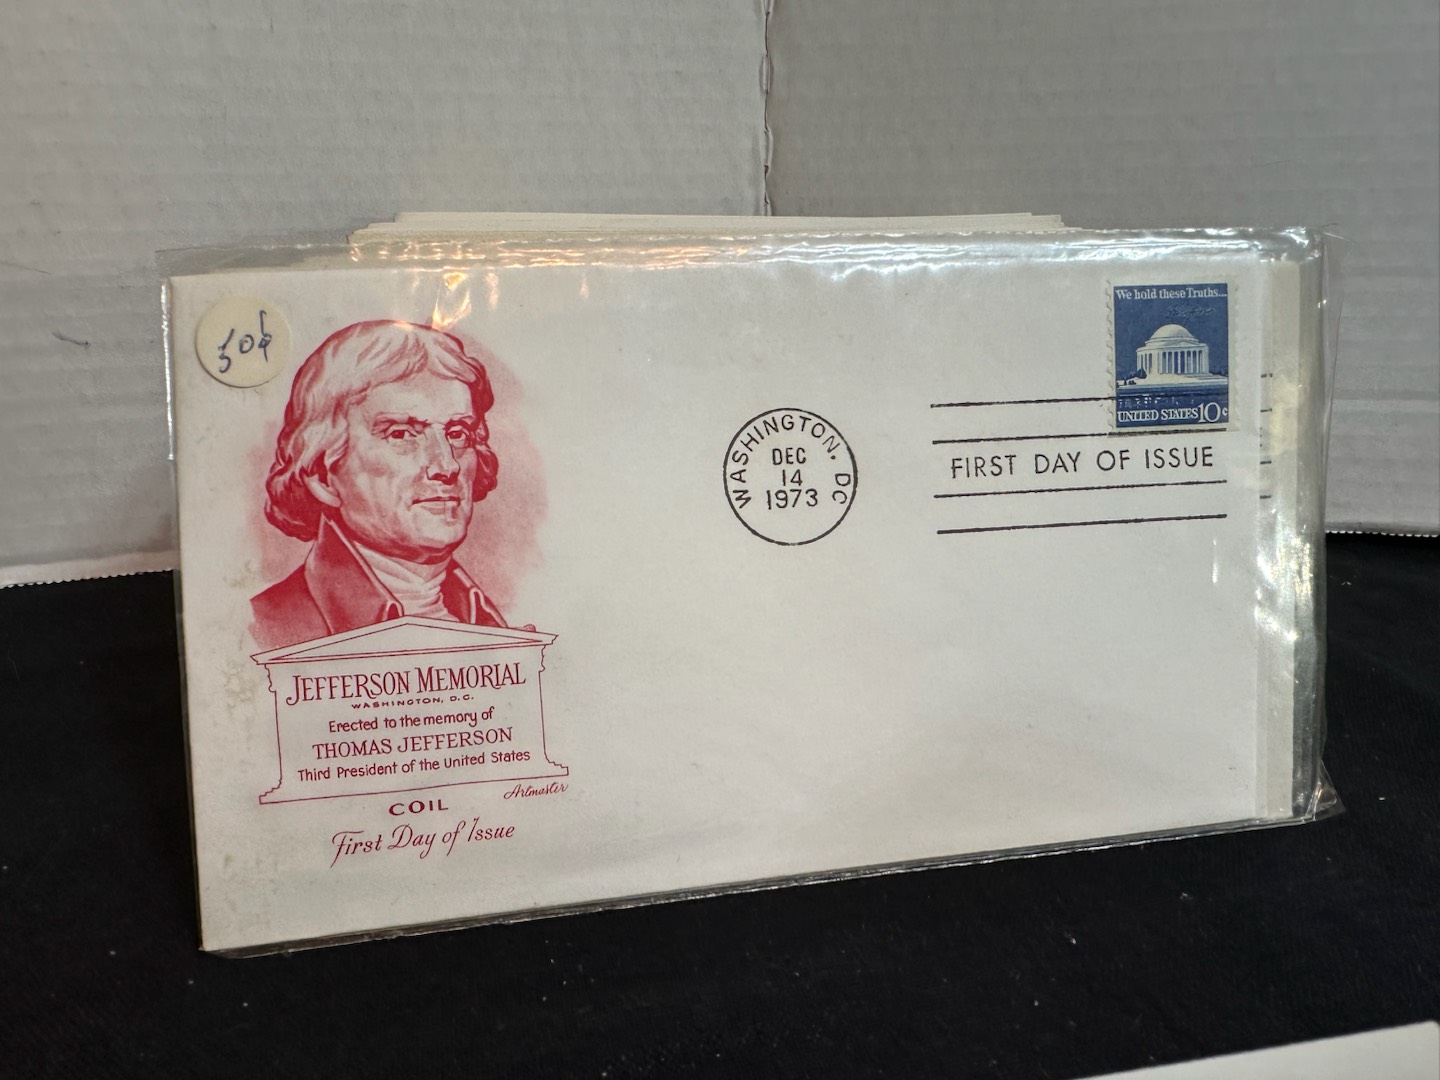 50¢
We hold these Truths...
UNITED STATES 10c
WASHINGTON, DC
DEC
14
1973
FIRST DAY OF ISSUE
JEFFERSON MEMORIAL
WASHINGTON, D.C.
Erected to the memory of
THOMAS JEFFERSON
Third President of the United States
Artmaster
COIL
First Day of Issue